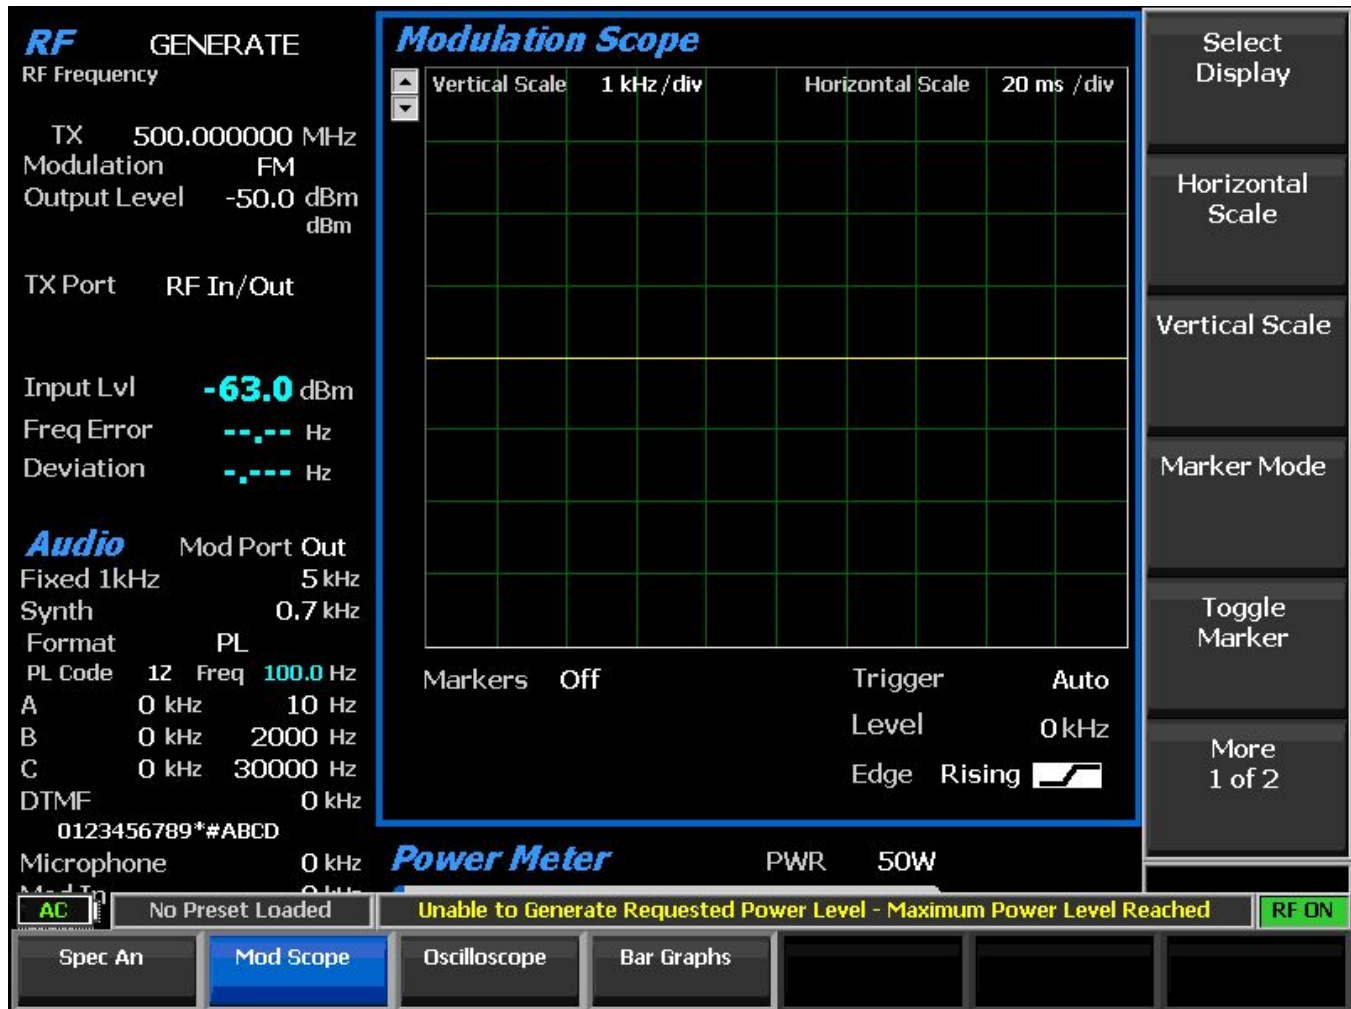 RF GENERATE
RF Frequency
TX 500.000000 MHz
Modulation FM
Output Level -50.0 dBm
dBm
TX Port RF In/Out
Input Lvl -63.0 dBm
Freq Error --.-- Hz
Deviation -.--- Hz
Audio Mod Port Out
Fixed 1kHz 5 kHz
Synth 0.7 kHz
Format PL
PL Code 1Z Freq 100.0 Hz
A 0 kHz 10 Hz
B 0 kHz 2000 Hz
C 0 kHz 30000 Hz
DTMF 0 kHz
0123456789*#ABCD
Microphone 0 kHz
Modulation Scope
Vertical Scale 1 kHz/div Horizontal Scale 20 ms /div
Markers Off
Trigger Auto
Level 0 kHz
Edge Rising
Power Meter PWR 50W
Select
Display
Horizontal
Scale
Vertical Scale
Marker Mode
Toggle
Marker
More
1 of 2
AC No Preset Loaded Unable to Generate Requested Power Level - Maximum Power Level Reached RF ON
Spec An Mod Scope Oscilloscope Bar Graphs